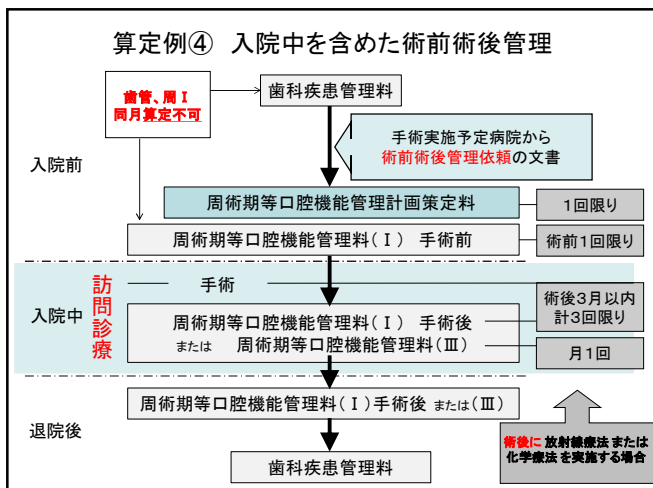 算定例④ 入院中を含めた術前術後管理
歯管、周Ⅰ
同月算定不可
歯科疾患管理料
手術実施予定病院から
術前術後管理依頼の文書
入院前
周術期等口腔機能管理計画策定料
1回限り
周術期等口腔機能管理料(Ⅰ) 手術前
術前1回限り
訪問診療
手術
入院中
周術期等口腔機能管理料(Ⅰ) 手術後
または 周術期等口腔機能管理料(Ⅲ)
術後3月以内
計3回限り
月1回
周術期等口腔機能管理料(Ⅰ)手術後 または(Ⅲ)
退院後
術後に 放射線療法 または
化学療法 を実施する場合
歯科疾患管理料